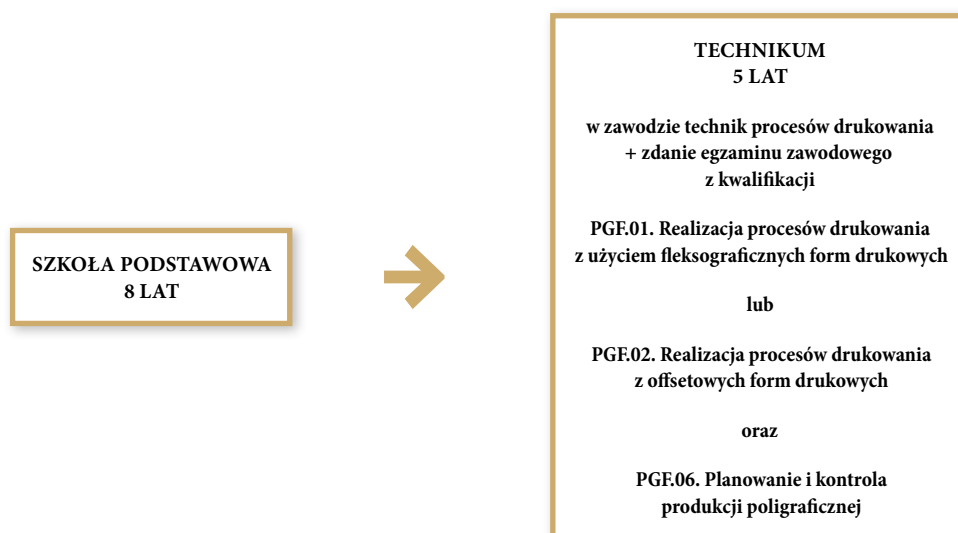 SZKOŁA PODSTAWOWA
8 LAT
TECHNIKUM
5 LAT
w zawodzie technik procesów drukowania
+ zdanie egzaminu zawodowego
z kwalifikacji
PGF.01. Realizacja procesów drukowania
z użyciem fleksograficznych form drukowych
lub
PGF.02. Realizacja procesów drukowania
z offsetowych form drukowych
oraz
PGF.06. Planowanie i kontrola
produkcji poligraficznej